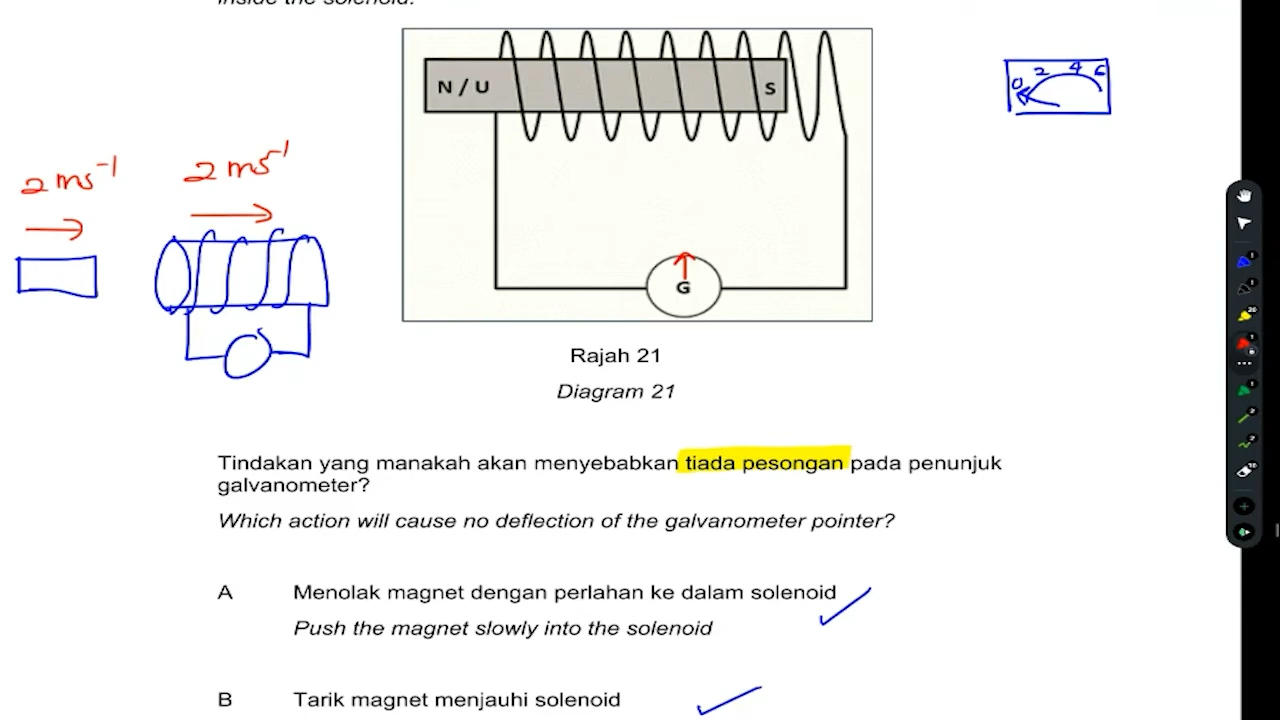 inside the solenoid.
N / U
S
0 2 4 6
2 ms⁻¹
2 ms⁻¹
G
Rajah 21
Diagram 21
Tindakan yang manakah akan menyebabkan tiada pesongan pada penunjuk
galvanometer?
Which action will cause no deflection of the galvanometer pointer?
A Menolak magnet dengan perlahan ke dalam solenoid
Push the magnet slowly into the solenoid
B Tarik magnet menjauhi solenoid